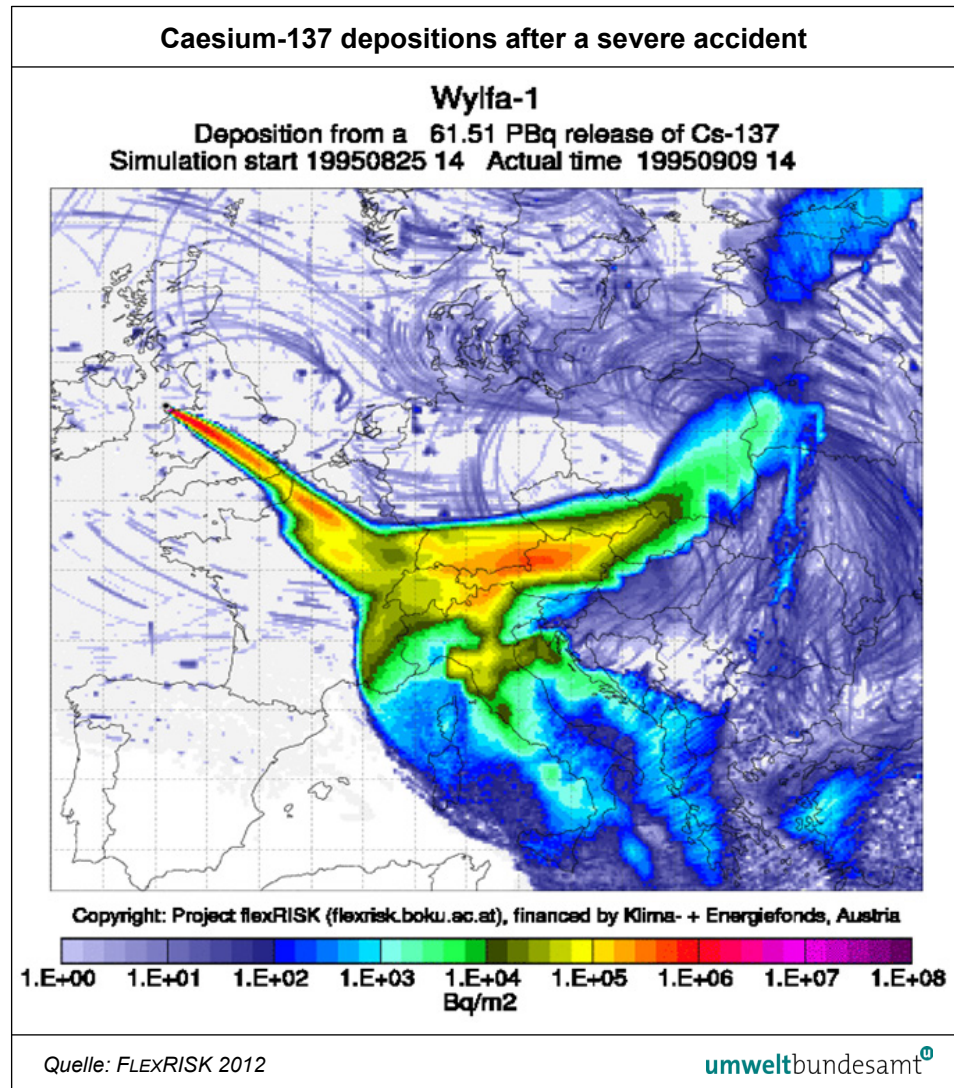 Caesium-137 depositions after a severe accident
Wylfa-1
Deposition from a 61.51 PBq release of Cs-137
Simulation start 19950825 14 Actual time 19950909 14
Copyright: Project flexRISK (flexrisk.boku.ac.at), financed by Klima- + Energiefonds, Austria
1.E+00 1.E+01 1.E+02 1.E+03 1.E+04 1.E+05 1.E+06 1.E+07 1.E+08
Bq/m2
Quelle: FLEXRISK 2012
umweltbundesamt u